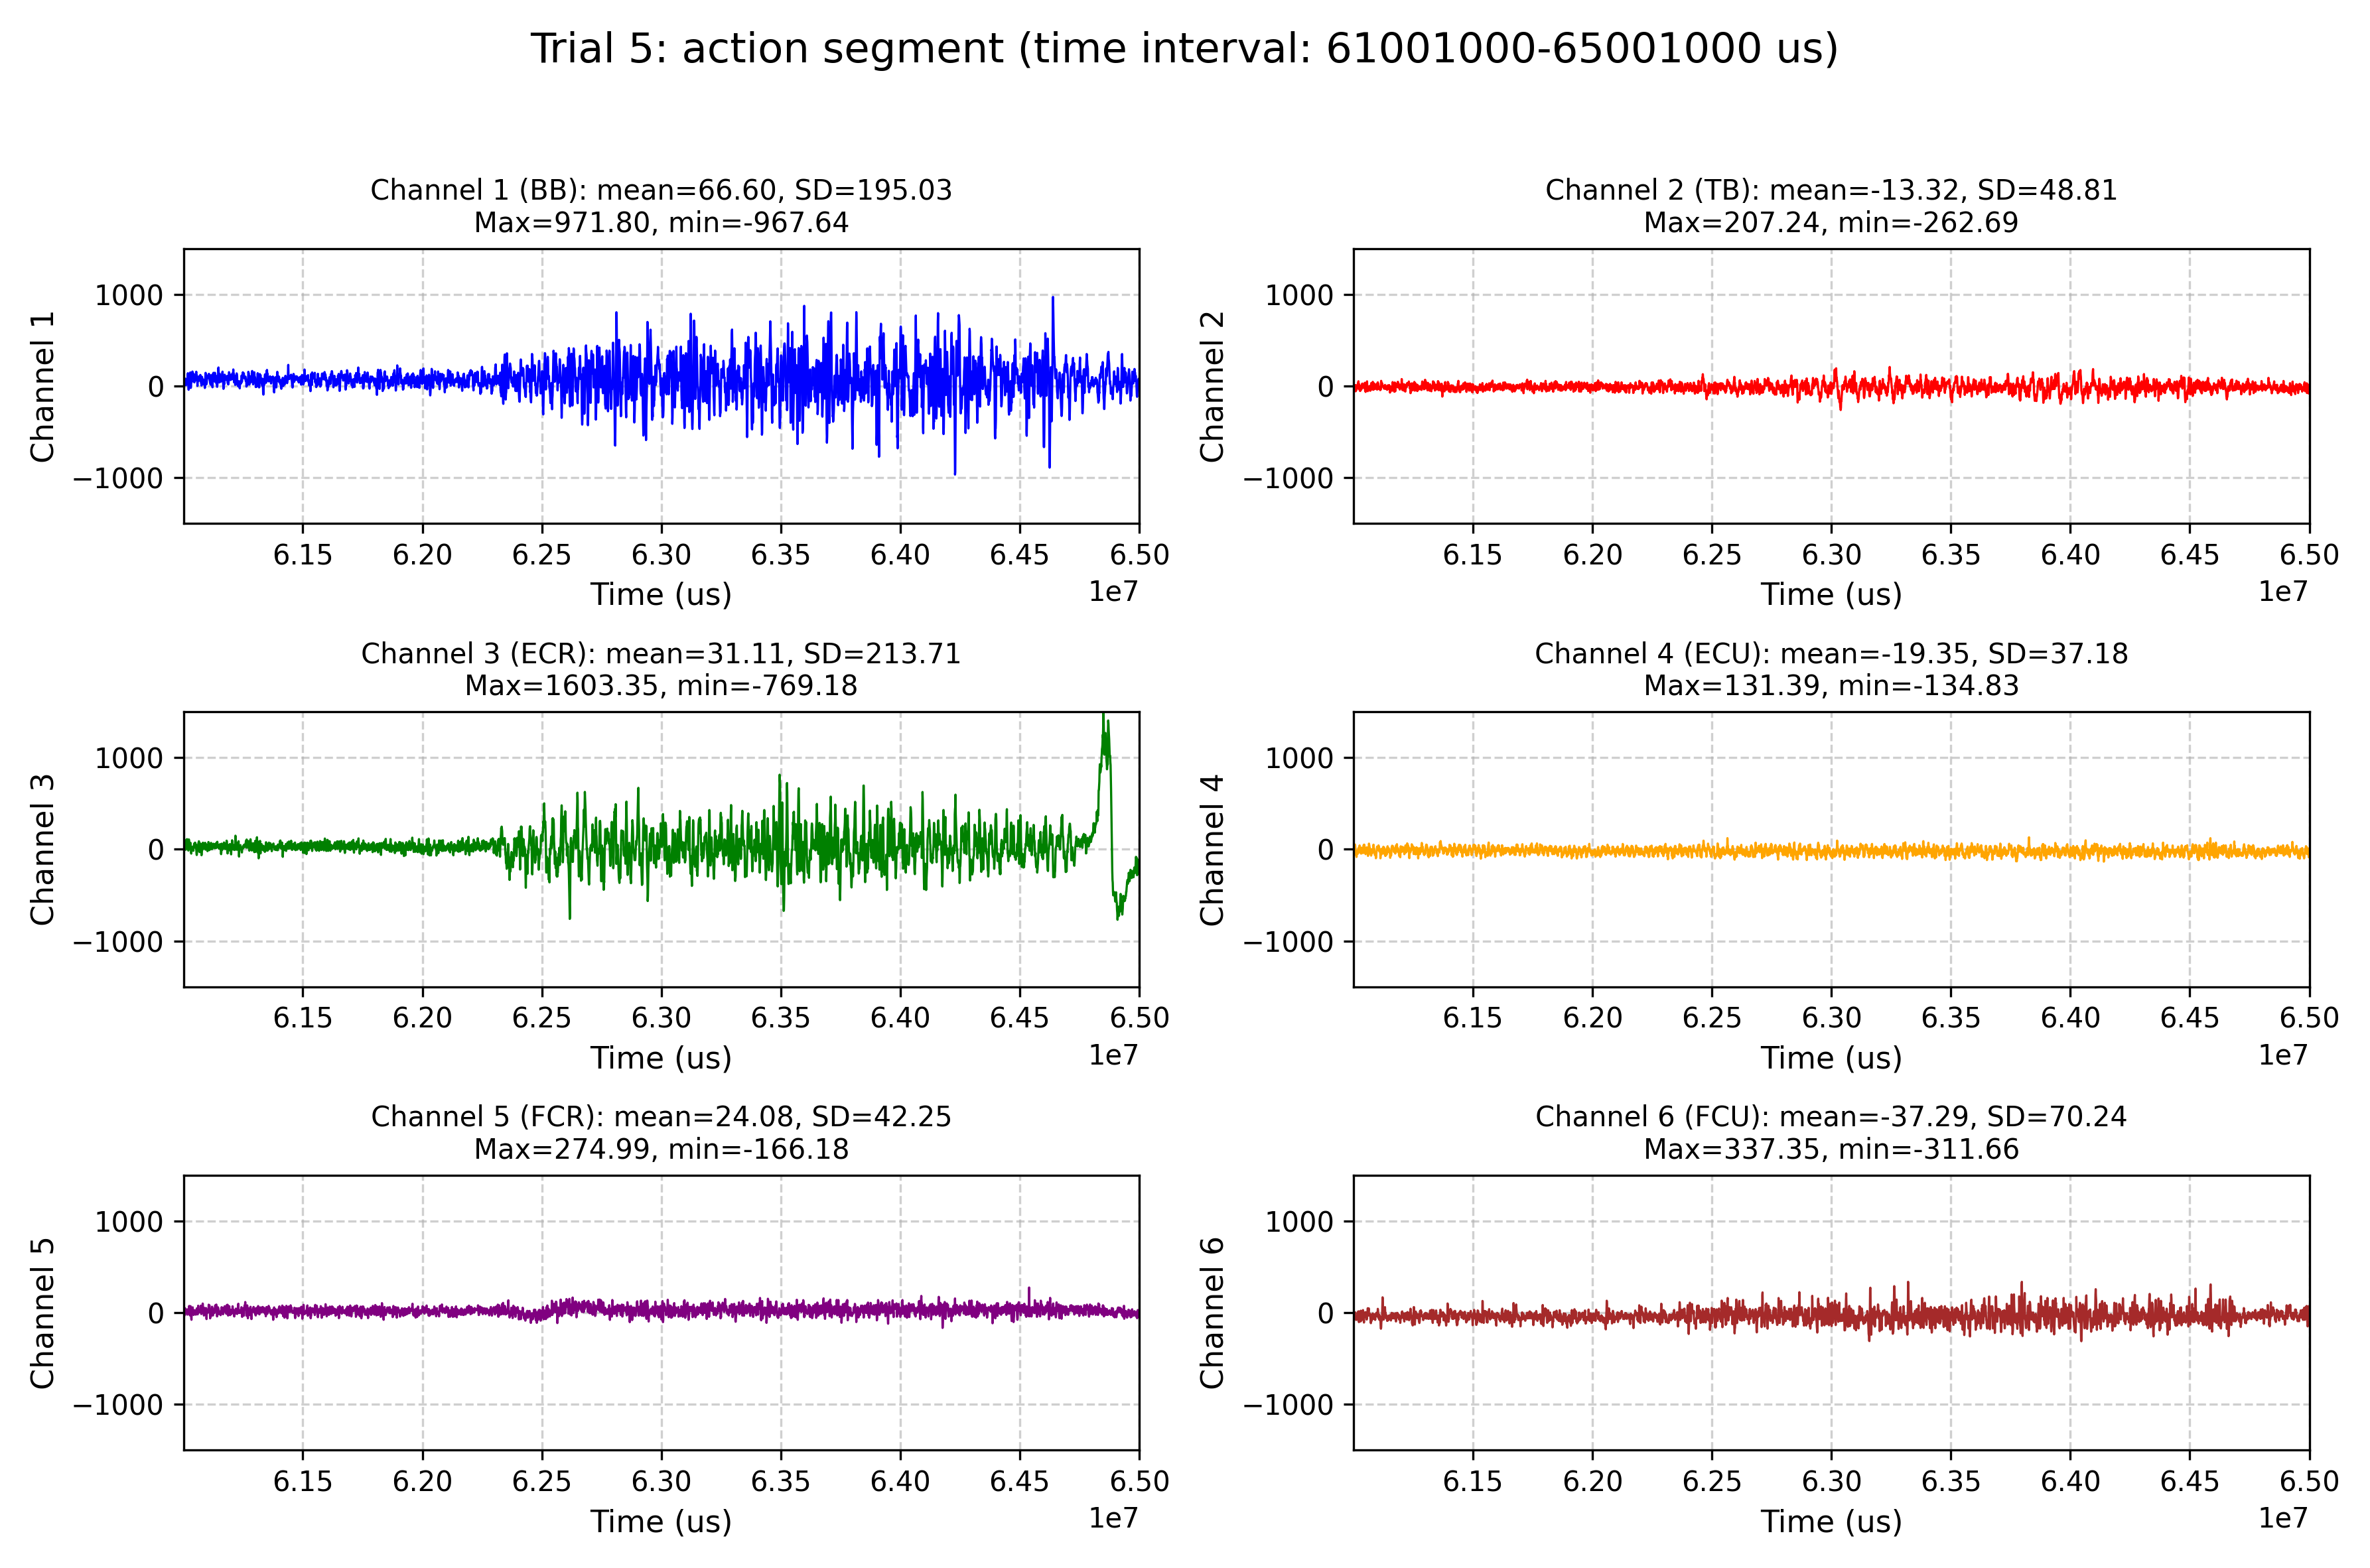 Trial 5: action segment (time interval: 61001000-65001000 us)
Channel 1 (BB): mean=66.60, SD=195.03
Max=971.80, min=-967.64
Channel 1
1000
0
−1000
6.15 6.20 6.25 6.30 6.35 6.40 6.45 6.50
Time (us)
1e7
Channel 2 (TB): mean=-13.32, SD=48.81
Max=207.24, min=-262.69
Channel 2
1000
0
−1000
6.15 6.20 6.25 6.30 6.35 6.40 6.45 6.50
Time (us)
1e7
Channel 3 (ECR): mean=31.11, SD=213.71
Max=1603.35, min=-769.18
Channel 3
1000
0
−1000
6.15 6.20 6.25 6.30 6.35 6.40 6.45 6.50
Time (us)
1e7
Channel 4 (ECU): mean=-19.35, SD=37.18
Max=131.39, min=-134.83
Channel 4
1000
0
−1000
6.15 6.20 6.25 6.30 6.35 6.40 6.45 6.50
Time (us)
1e7
Channel 5 (FCR): mean=24.08, SD=42.25
Max=274.99, min=-166.18
Channel 5
1000
0
−1000
6.15 6.20 6.25 6.30 6.35 6.40 6.45 6.50
Time (us)
1e7
Channel 6 (FCU): mean=-37.29, SD=70.24
Max=337.35, min=-311.66
Channel 6
1000
0
−1000
6.15 6.20 6.25 6.30 6.35 6.40 6.45 6.50
Time (us)
1e7